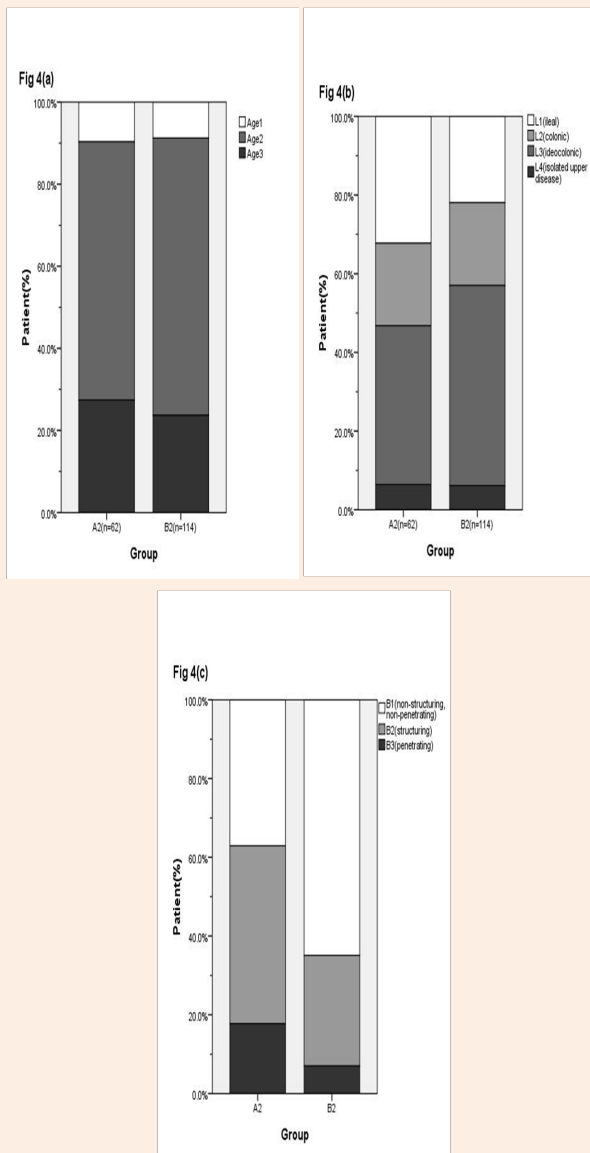 Fig 4(a)
100.0%
80.0%
60.0%
40.0%
20.0%
0.0%
Patient(%)
A2(n=62)
B2(n=114)
Group
Age1
Age2
Age3
Fig 4(b)
100.0%
80.0%
60.0%
40.0%
20.0%
0.0%
Patient(%)
A2(n=62)
B2(n=114)
Group
L1(ileal)
L2(colonic)
L3(ideocolonic)
L4(isolated upper
disease)
Fig 4(c)
100.0%
80.0%
60.0%
40.0%
20.0%
0.0%
Patient(%)
A2
B2
Group
B1(non-structuring,
non-penetrating)
B2(structuring)
B3(penetrating)